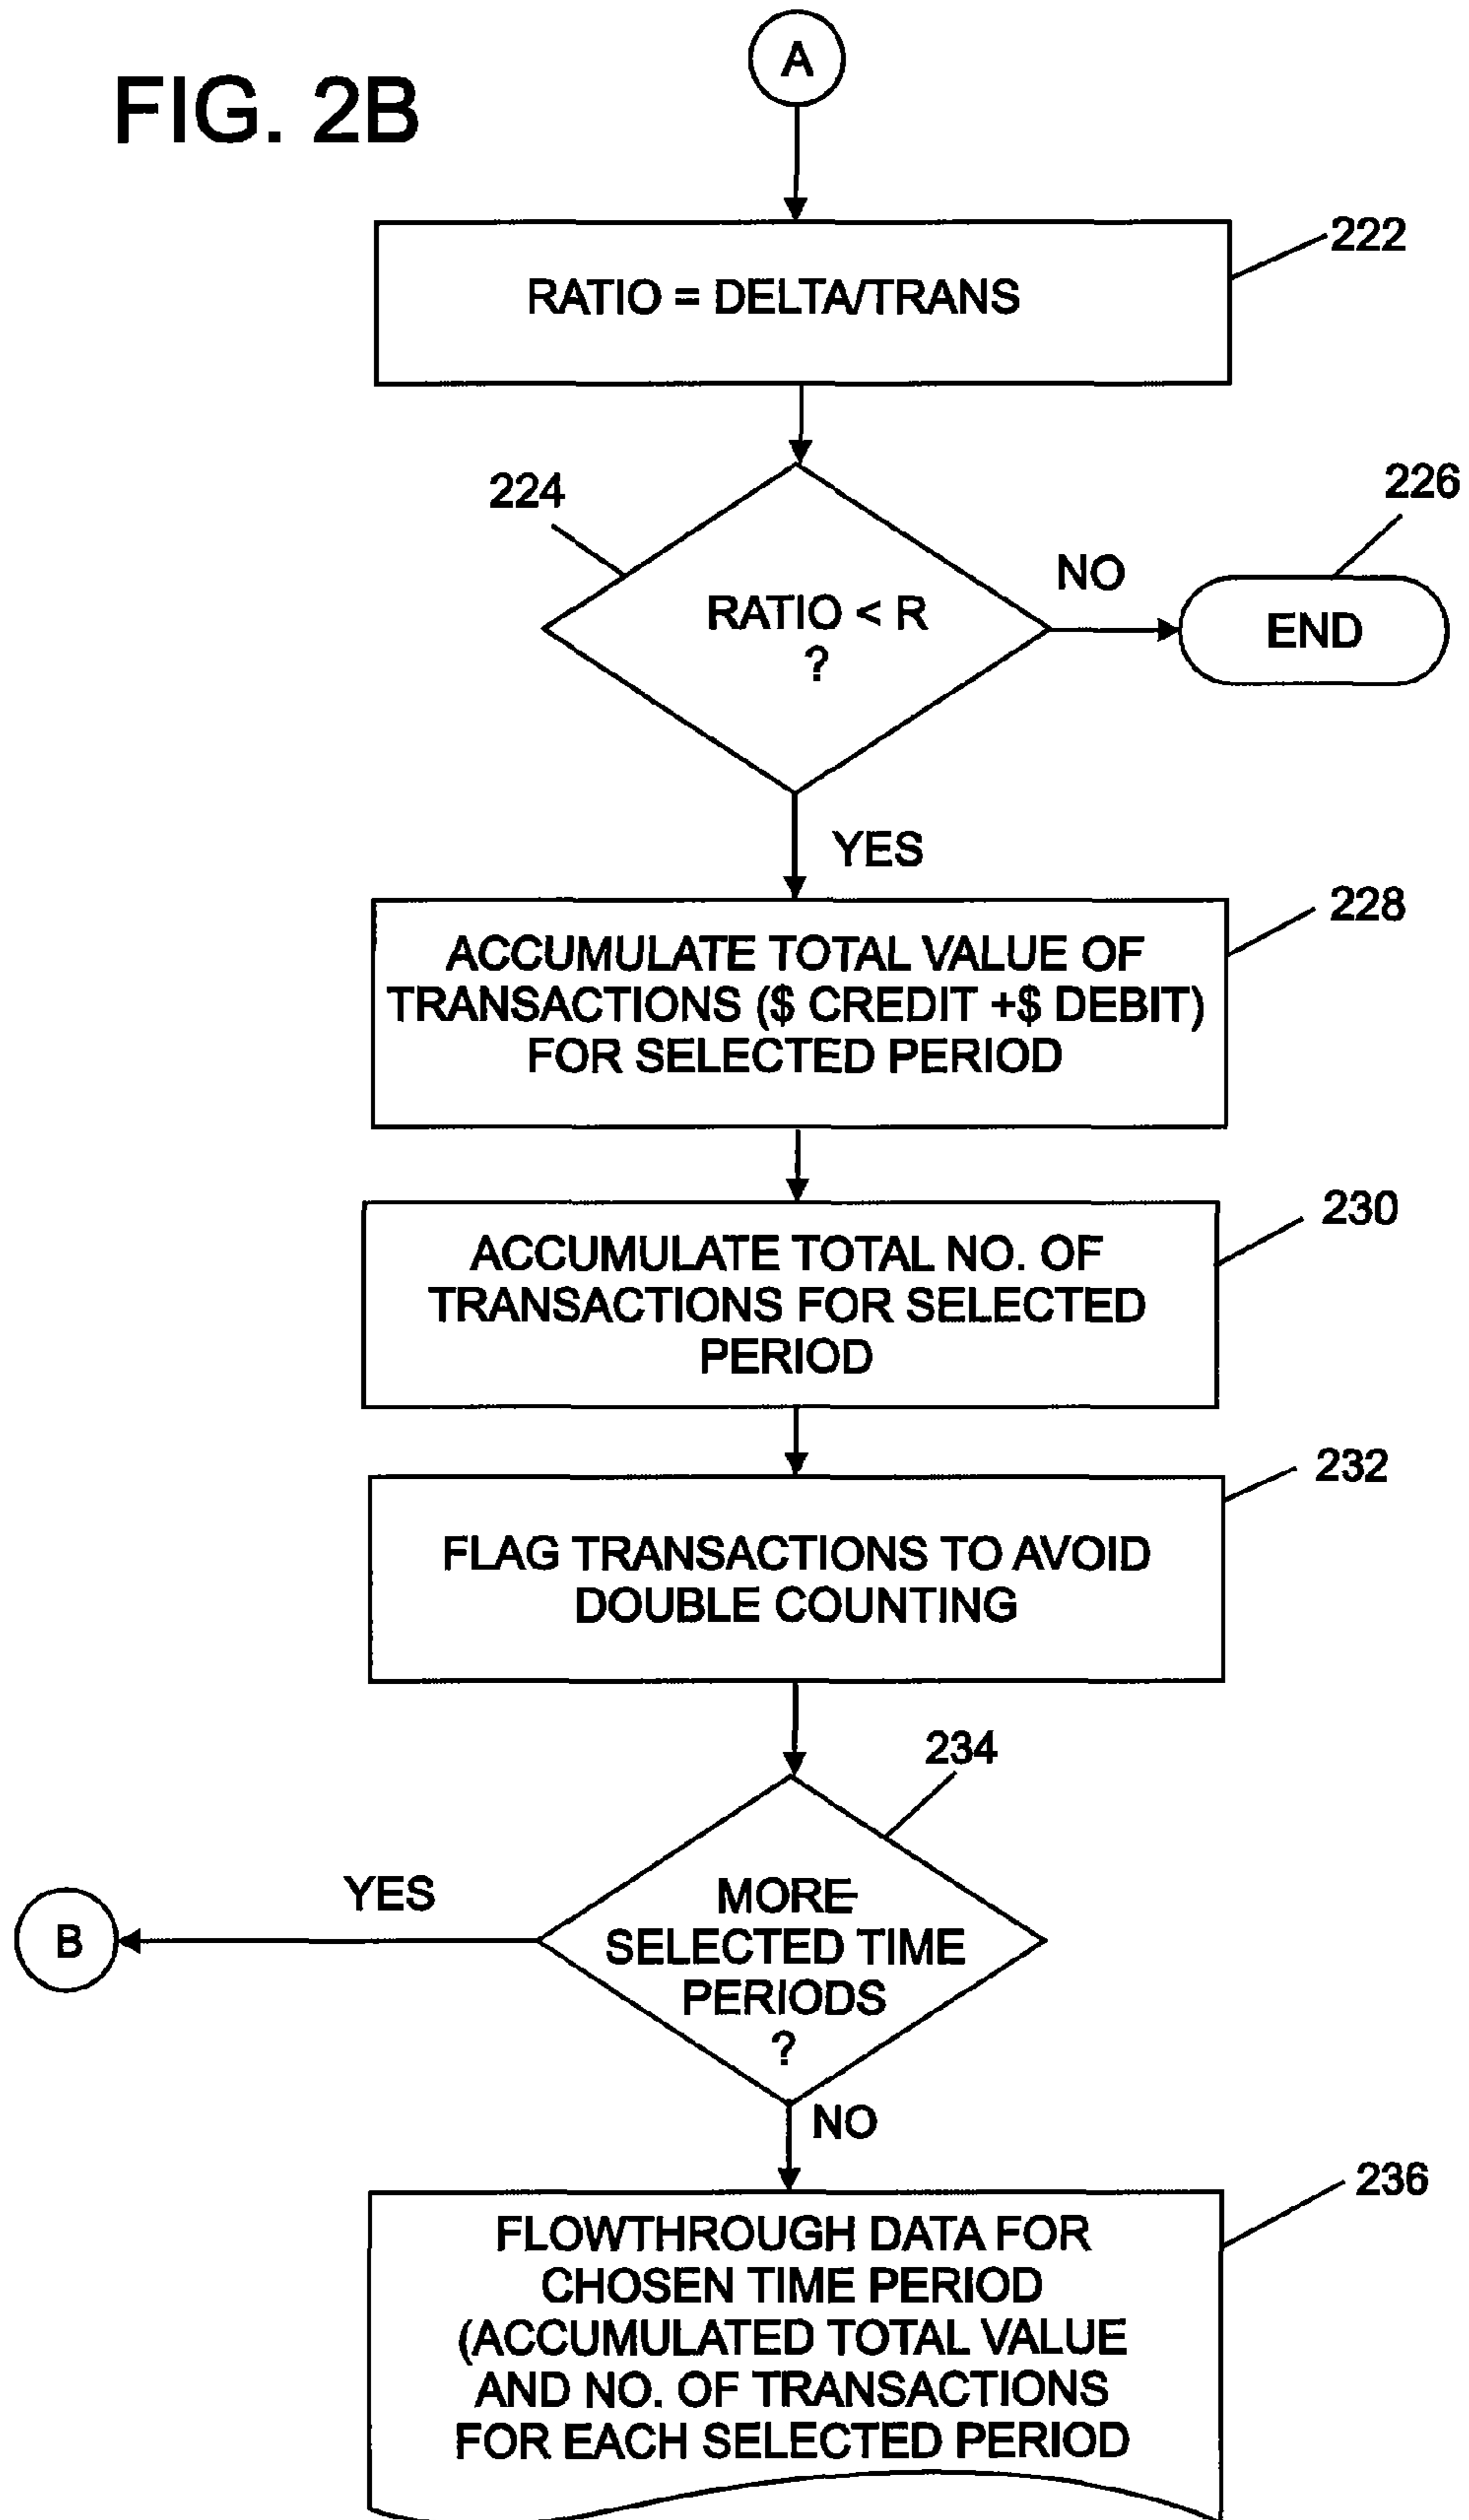 FIG. 2B
A
222
RATIO = DELTA/TRANS
224
226
RATIO < R
?
NO
END
YES
228
ACCUMULATE TOTAL VALUE OF
TRANSACTIONS ($ CREDIT +$ DEBIT)
FOR SELECTED PERIOD
230
ACCUMULATE TOTAL NO. OF
TRANSACTIONS FOR SELECTED
PERIOD
232
FLAG TRANSACTIONS TO AVOID
DOUBLE COUNTING
234
YES
B
MORE
SELECTED TIME
PERIODS
?
NO
236
FLOWTHROUGH DATA FOR
CHOSEN TIME PERIOD
(ACCUMULATED TOTAL VALUE
AND NO. OF TRANSACTIONS
FOR EACH SELECTED PERIOD